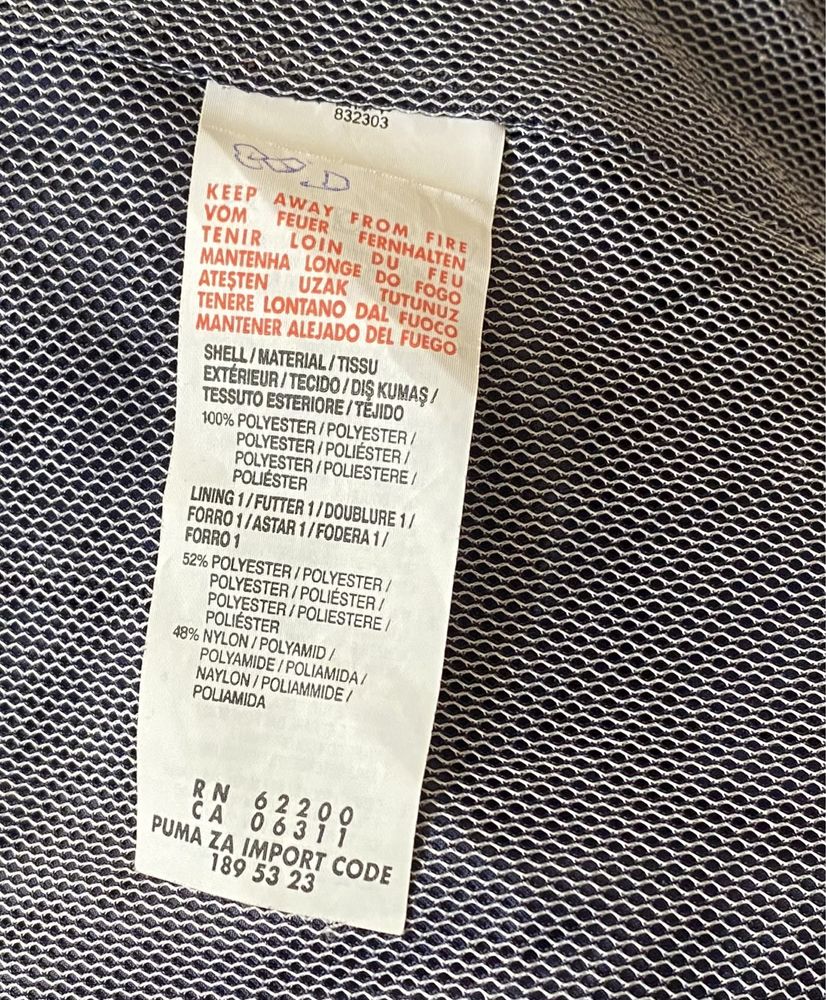 832303
KEEP AWAY FROM FIRE
VOM FEUER FERNHALTEN
TENIR LOIN DU FEU
MANTENHA LONGE DO FOGO
ATEŞTEN UZAK TUTUNUZ
TENERE LONTANO DAL FUOCO
MANTENER ALEJADO DEL FUEGO
SHELL / MATERIAL / TISSU
EXTÉRIEUR / TECIDO / DIŞ KUMAŞ /
TESSUTO ESTERIORE / TEJIDO
100% POLYESTER / POLYESTER /
POLYESTER / POLIÉSTER /
POLYESTER / POLIESTERE /
POLIÉSTER
LINING 1 / FUTTER 1 / DOUBLURE 1 /
FORRO 1 / ASTAR 1 / FODERA 1 /
FORRO 1
52% POLYESTER / POLYESTER /
POLYESTER / POLIÉSTER /
POLYESTER / POLIESTERE /
POLIÉSTER
48% NYLON / POLYAMID /
POLYAMIDE / POLIAMIDA /
NAYLON / POLIAMMIDE /
POLIAMIDA
RN 62200
CA 06311
PUMA ZA IMPORT CODE
189 53 23